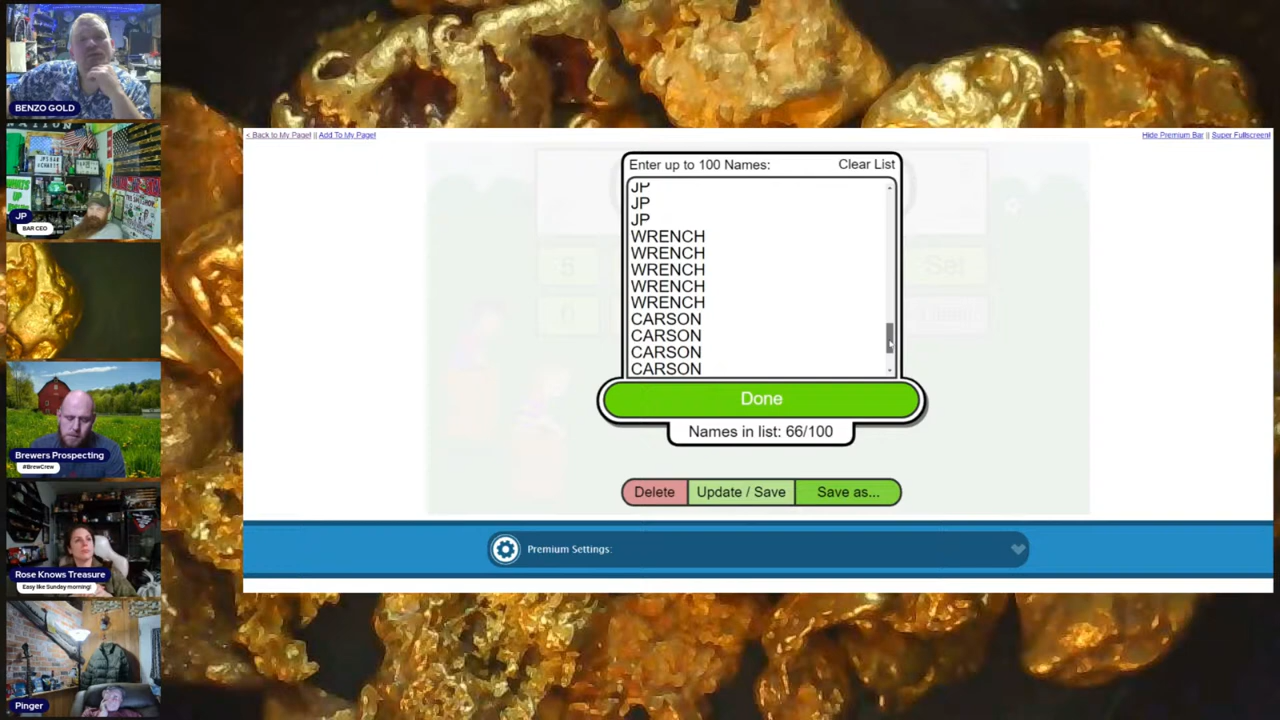 BENZO GOLD
JP
BAR CEO
Brewers Prospecting
#BrewCrew
Rose Knows Treasure
Easy like Sunday morning!
Pinger
< Back to My Page! || Add To My Page!
Hide Premium Bar || Super Fullscreen!
Enter up to 100 Names: Clear List
JP
JP
JP
WRENCH
WRENCH
WRENCH
WRENCH
WRENCH
CARSON
CARSON
CARSON
CARSON
Done
Names in list: 66/100
Delete Update / Save Save as...
Premium Settings:
5
Set
0